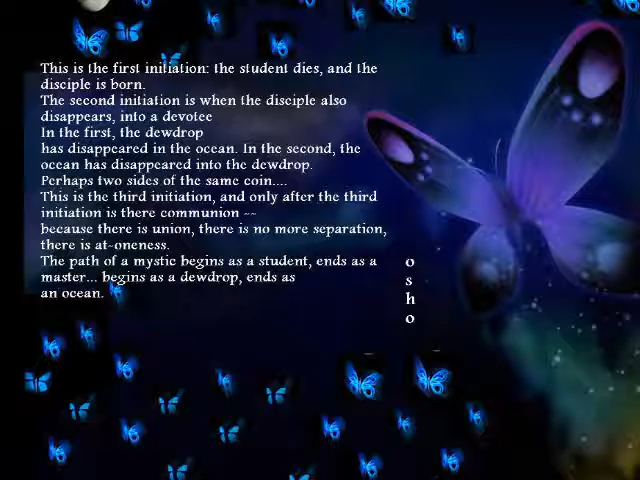 This is the first initiation: the student dies, and the
disciple is born.
The second initiation is when the disciple also
disappears, into a devotee
In the first, the dewdrop
has disappeared in the ocean. In the second, the
ocean has disappeared into the dewdrop.
Perhaps two sides of the same coin....
This is the third initiation, and only after the third
initiation is there communion ~~
because there is union, there is no more separation,
there is at-oneness.
The path of a mystic begins as a student, ends as a
master... begins as a dewdrop, ends as
an ocean.
o
s
h
o